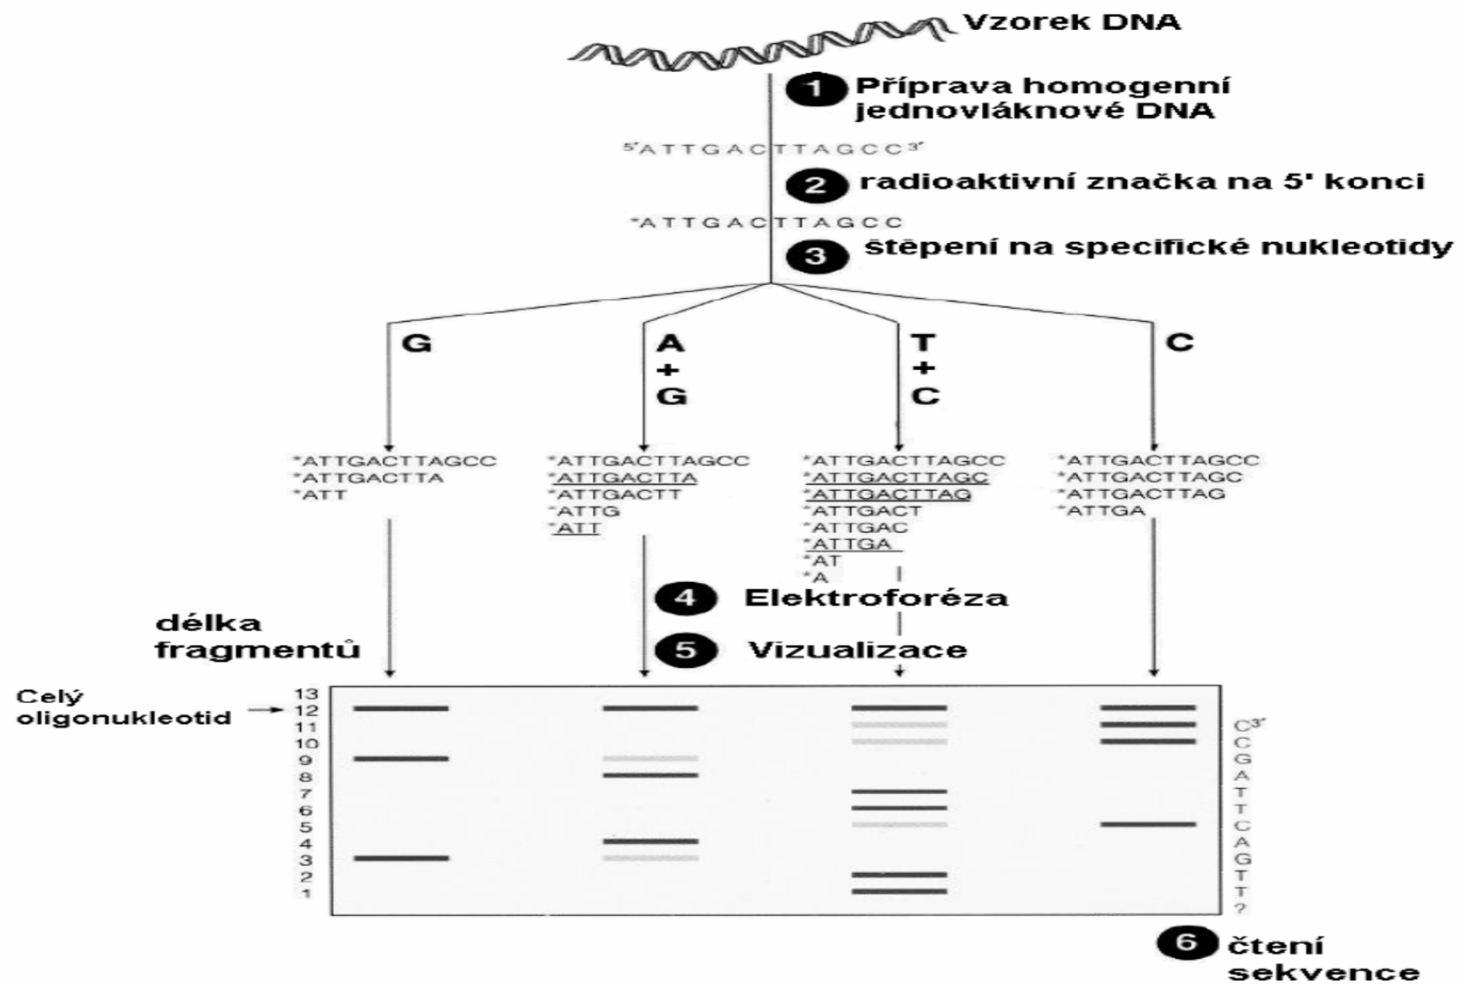 Vzorek DNA
1 Příprava homogenní
jednovláknové DNA
5'ATTGACTTAGCC3'
2 radioaktivní značka na 5' konci
*ATTGACTTAGCC
3 štěpení na specifické nukleotidy
G
A
+
G
T
+
C
C
*ATTGACTTAGCC
*ATTGACTTA
*ATT
*ATTGACTTAGCC
*ATTGACTTA
*ATTGACTT
*ATTG
*ATT
*ATTGACTTAGCC
*ATTGACTTAGC
*ATTGACTTAG
*ATTGACT
*ATTGAC
*ATTGA
*AT
*A
*ATTGACTTAGCC
*ATTGACTTAGC
*ATTGACTTAG
*ATTGA
4 Elektroforéza
5 Vizualizace
délka
fragmentů
Celý
oligonukleotid
13
12
11
10
9
8
7
6
5
4
3
2
1
C3'
C
G
A
T
T
C
A
G
T
T
?
6 čtení
sekvence